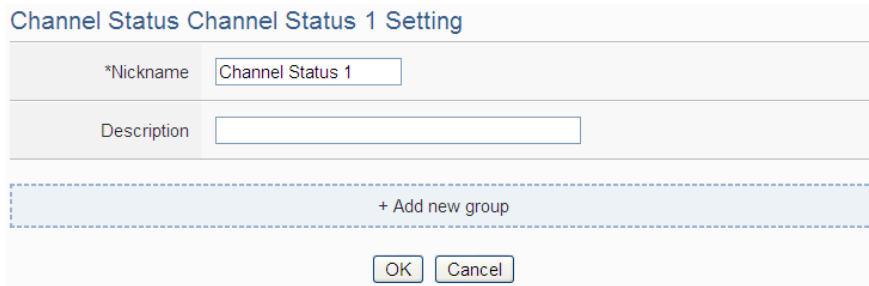 Channel Status Channel Status 1 Setting
*Nickname Channel Status 1
Description
+ Add new group
OK Cancel